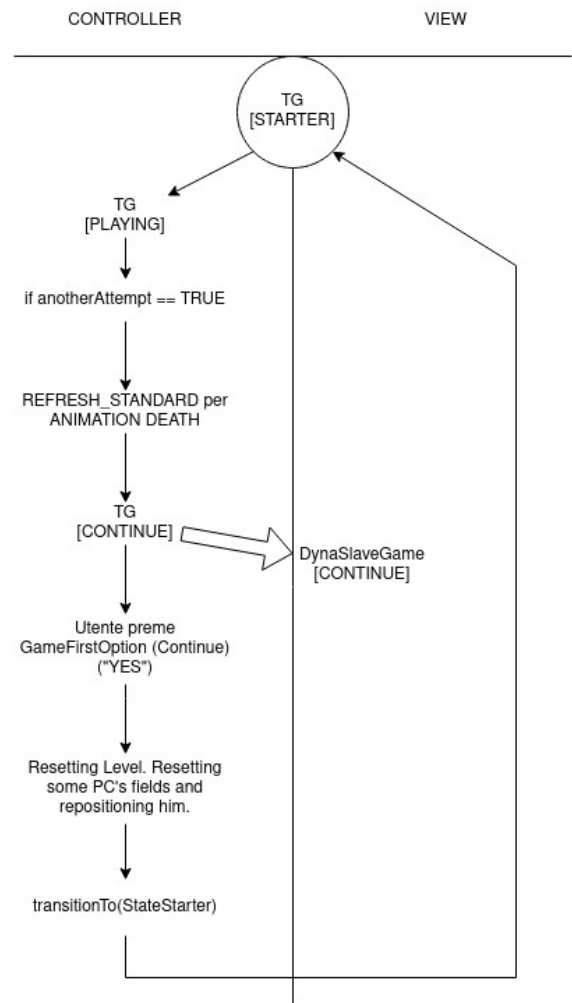 CONTROLLER
VIEW
TG
[STARTER]
TG
[PLAYING]
if anotherAttempt == TRUE
REFRESH_STANDARD per
ANIMATION DEATH
TG
[CONTINUE]
DynaSlaveGame
[CONTINUE]
Utente preme
GameFirstOption (Continue)
("YES")
Resetting Level. Resetting
some PC's fields and
repositioning him.
transitionTo(StateStarter)